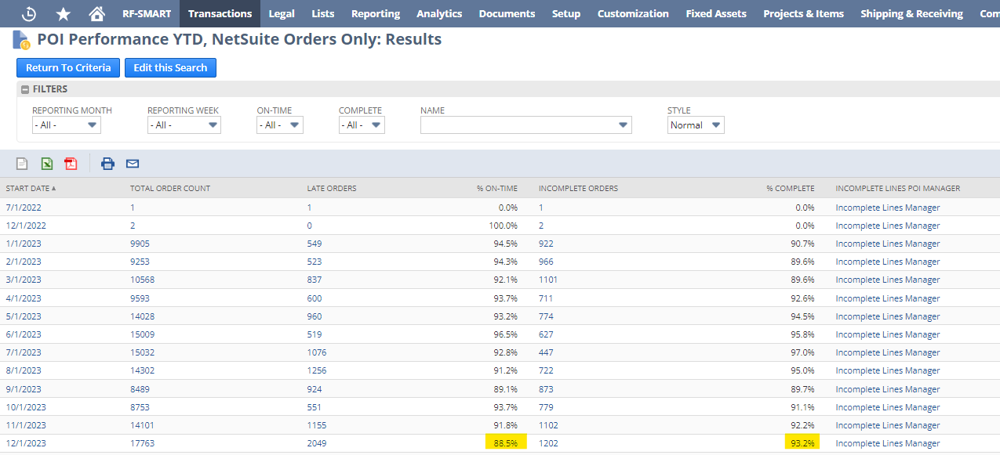 RF-SMART Transactions Legal Lists Reporting Analytics Documents Setup Customization Fixed Assets Projects & Items Shipping & Receiving Com
POI Performance YTD, NetSuite Orders Only: Results
Return To Criteria Edit this Search
FILTERS
REPORTING MONTH REPORTING WEEK ON-TIME COMPLETE NAME STYLE
- All - - All - - All - - All - Normal
START DATE TOTAL ORDER COUNT LATE ORDERS % ON-TIME INCOMPLETE ORDERS % COMPLETE INCOMPLETE LINES POI MANAGER
7/1/2022 1 1 0.0% 1 0.0% Incomplete Lines Manager
12/1/2022 2 0 100.0% 2 0.0% Incomplete Lines Manager
1/1/2023 9905 549 94.5% 922 90.7% Incomplete Lines Manager
2/1/2023 9253 523 94.3% 966 89.6% Incomplete Lines Manager
3/1/2023 10568 837 92.1% 1101 89.6% Incomplete Lines Manager
4/1/2023 9593 600 93.7% 711 92.6% Incomplete Lines Manager
5/1/2023 14028 960 93.2% 774 94.5% Incomplete Lines Manager
6/1/2023 15009 519 96.5% 627 95.8% Incomplete Lines Manager
7/1/2023 15032 1076 92.8% 447 97.0% Incomplete Lines Manager
8/1/2023 14302 1256 91.2% 722 95.0% Incomplete Lines Manager
9/1/2023 8489 924 89.1% 873 89.7% Incomplete Lines Manager
10/1/2023 8753 551 93.7% 779 91.1% Incomplete Lines Manager
11/1/2023 14101 1155 91.8% 1102 92.2% Incomplete Lines Manager
12/1/2023 17763 2049 88.5% 1202 93.2% Incomplete Lines Manager